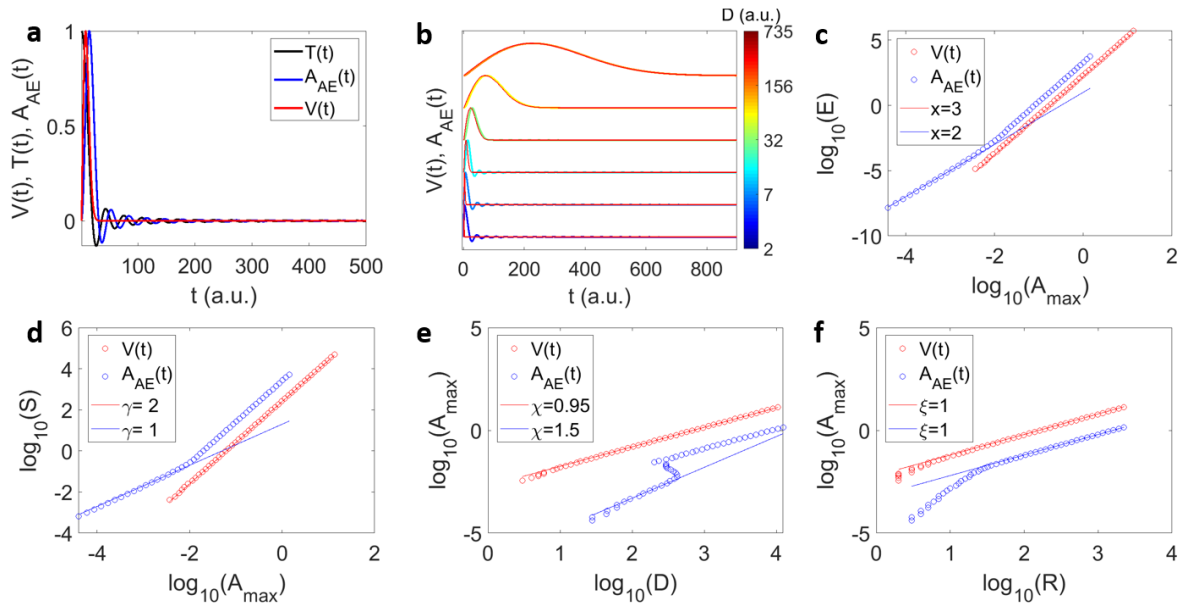 a
V(t), T(t), A_AE(t)
1
0.5
0
T(t)
A_AE(t)
V(t)
100 200 300 400 500
t (a.u.)
b
V(t), A_AE(t)
0 200 400 600 800
t (a.u.)
D (a.u.)
735
156
32
7
2
c
log10(E)
5
0
-5
-10
V(t)
A_AE(t)
x=3
x=2
-4 -2 0 2
log10(A_max)
d
log10(S)
6
4
2
0
-2
-4
V(t)
A_AE(t)
γ= 2
γ= 1
-4 -2 0 2
log10(A_max)
e
log10(A_max)
5
0
-5
V(t)
A_AE(t)
χ=0.95
χ=1.5
0 1 2 3 4
log10(D)
f
log10(A_max)
5
0
-5
V(t)
A_AE(t)
ξ=1
ξ=1
0 1 2 3 4
log10(R)